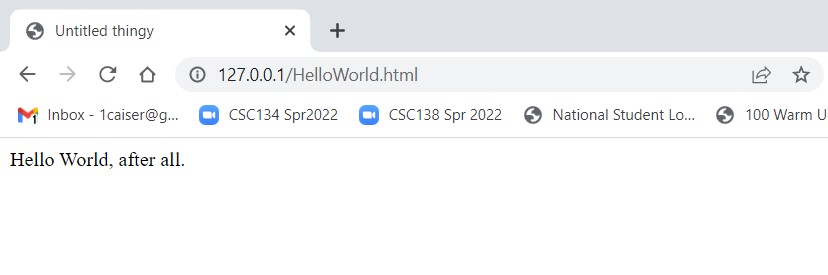 Untitled thingy
127.0.0.1/HelloWorld.html
1 Inbox - 1caiser@g... CSC134 Spr2022 CSC138 Spr 2022 National Student Lo... 100 Warm U
Hello World, after all.